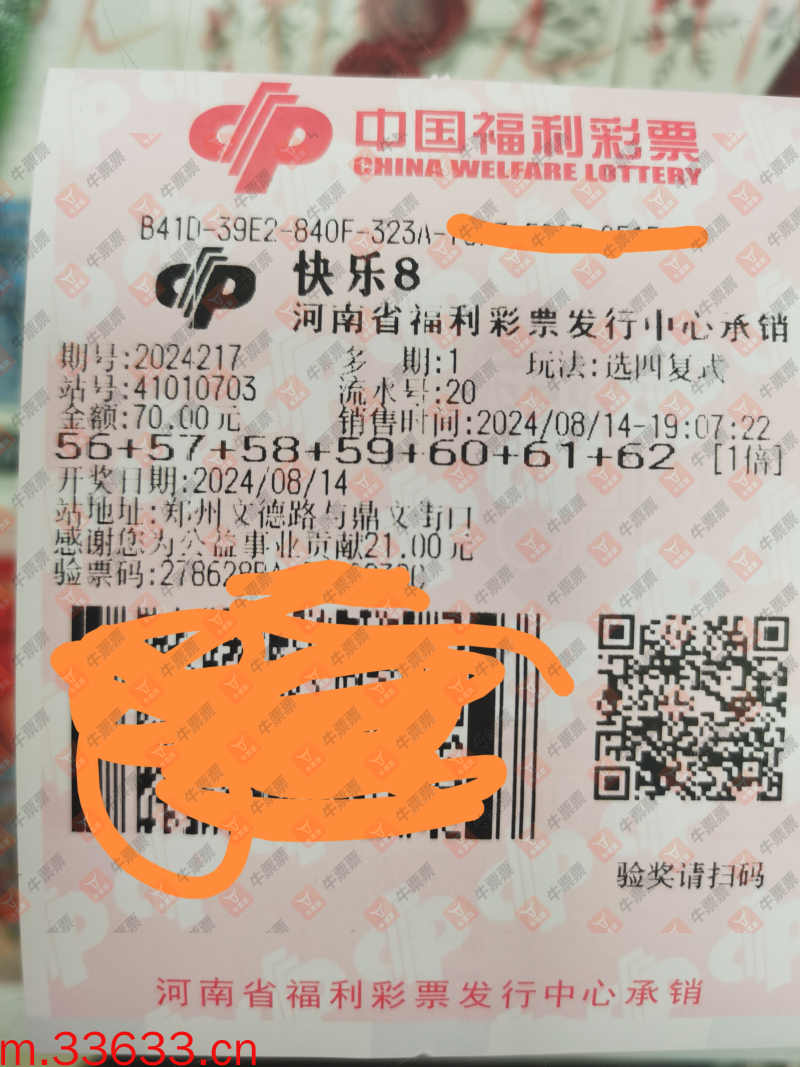 中国福利彩票
CHINA WELFARE LOTTERY
B41D-39E2-840F-323A-
快乐8
河南省福利彩票发行中心承销
期号:2024217 多 期:1 玩法:选四复式
站号:41010703 流水号:20
金额:70.00元 销售时间:2024/08/14-19:07:22
56+57+58+59+60+61+62 [1倍]
开奖日期:2024/08/14
站地址:郑州文德路与鼎文街口
感谢您为公益事业贡献21.00元
验票码:278628
验奖请扫码
河南省福利彩票发行中心承销
m.33633.cn
牛票票